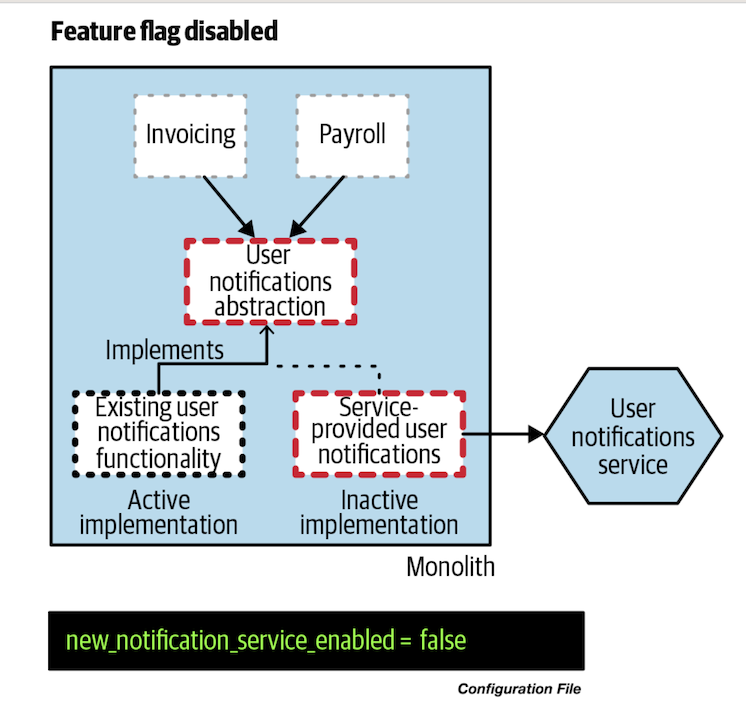 Feature flag disabled
Invoicing
Payroll
User
notifications
abstraction
Implements
Existing user
notifications
functionality
Service-
provided user
notifications
User
notifications
service
Active
implementation
Inactive
implementation
Monolith
new_notification_service_enabled = false
Configuration File